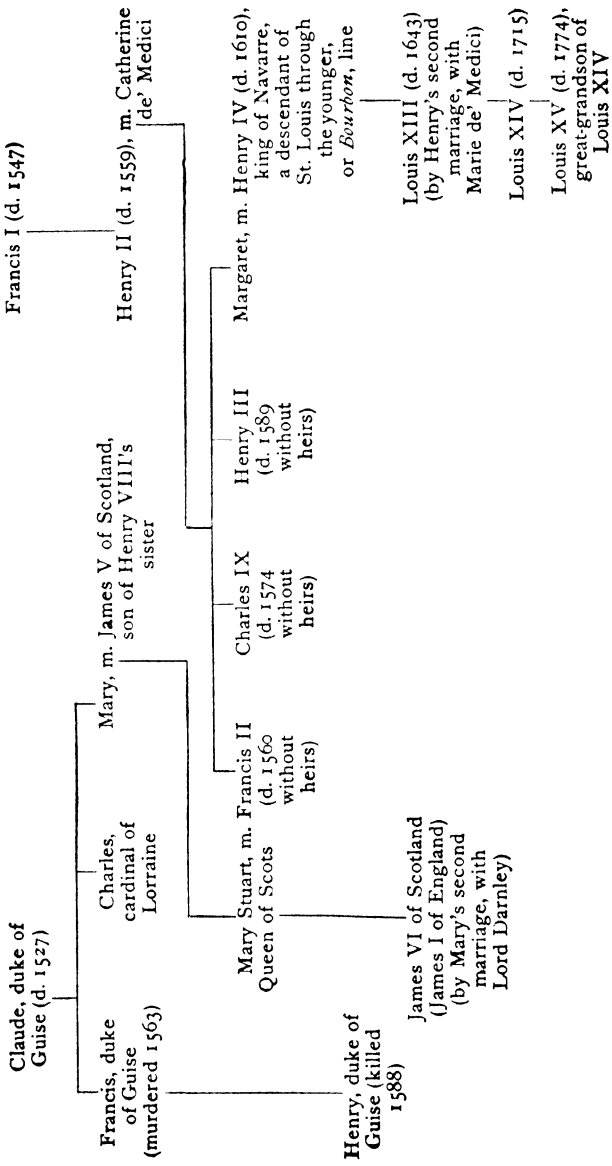 Francis I (d. 1547)
Henry II (d. 1559), m. Catherine
de' Medici
Margaret, m. Henry IV (d. 1610),
king of Navarre,
a descendant of
St. Louis through
the younger,
or Bourbon, line
Louis XIII (d. 1643)
(by Henry's second
marriage, with
Marie de' Medici)
Louis XIV (d. 1715)
Louis XV (d. 1774),
great-grandson of
Louis XIV
Henry III
(d. 1589
without
heirs)
Charles IX
(d. 1574
without
heirs)
Claude, duke of
Guise (d. 1527)
Francis, duke
of Guise
(murdered 1563)
Charles,
cardinal of
Lorraine
Mary, m. James V of Scotland,
son of Henry VIII's
sister
Mary Stuart, m. Francis II
Queen of Scots
(d. 1560
without
heirs)
Henry, duke of
Guise (killed
1588)
James VI of Scotland
(James I of England)
(by Mary's second
marriage, with
Lord Darnley)